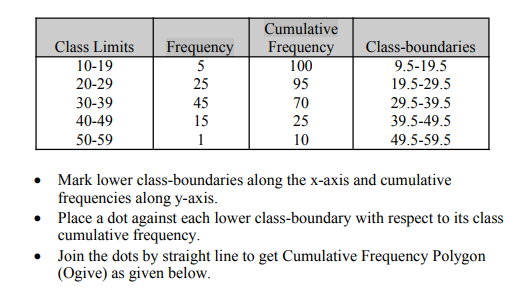 Class Limits Frequency Cumulative Frequency Class-boundaries
10-19 5 100 9.5-19.5
20-29 25 95 19.5-29.5
30-39 45 70 29.5-39.5
40-49 15 25 39.5-49.5
50-59 1 10 49.5-59.5
• Mark lower class-boundaries along the x-axis and cumulative
frequencies along y-axis.
• Place a dot against each lower class-boundary with respect to its class
cumulative frequency.
• Join the dots by straight line to get Cumulative Frequency Polygon
(Ogive) as given below.